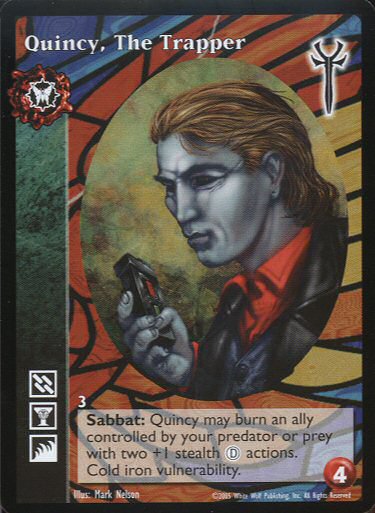 Quincy, The Trapper
3
Sabbat: Quincy may burn an ally
controlled by your predator or prey
with two +1 stealth D actions.
Cold iron vulnerability.
4
Illus: Mark Nelson
©2005 White Wolf Publishing, Inc. All Rights Reserved